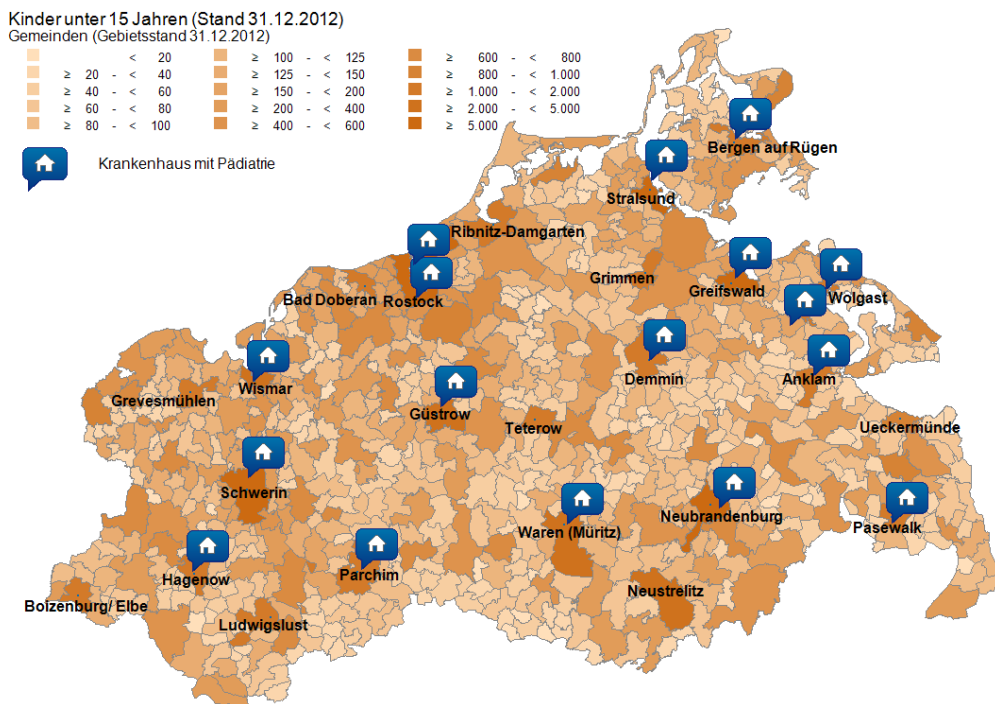 Kinder unter 15 Jahren (Stand 31.12.2012)
Gemeinden (Gebietsstand 31.12.2012)
< 20
≥ 20 - < 40
≥ 40 - < 60
≥ 60 - < 80
≥ 80 - < 100
≥ 100 - < 125
≥ 125 - < 150
≥ 150 - < 200
≥ 200 - < 400
≥ 400 - < 600
≥ 600 - < 800
≥ 800 - < 1.000
≥ 1.000 - < 2.000
≥ 2.000 - < 5.000
≥ 5.000
Krankenhaus mit Pädiatrie
Bergen auf Rügen
Stralsund
Ribnitz-Damgarten
Grimmen
Greifswald
Wolgast
Bad Doberan
Rostock
Wismar
Demmin
Anklam
Grevesmühlen
Güstrow
Teterow
Ueckermünde
Schwerin
Neubrandenburg
Waren (Müritz)
Pasewalk
Hagenow
Parchim
Neustrelitz
Boizenburg/ Elbe
Ludwigslust